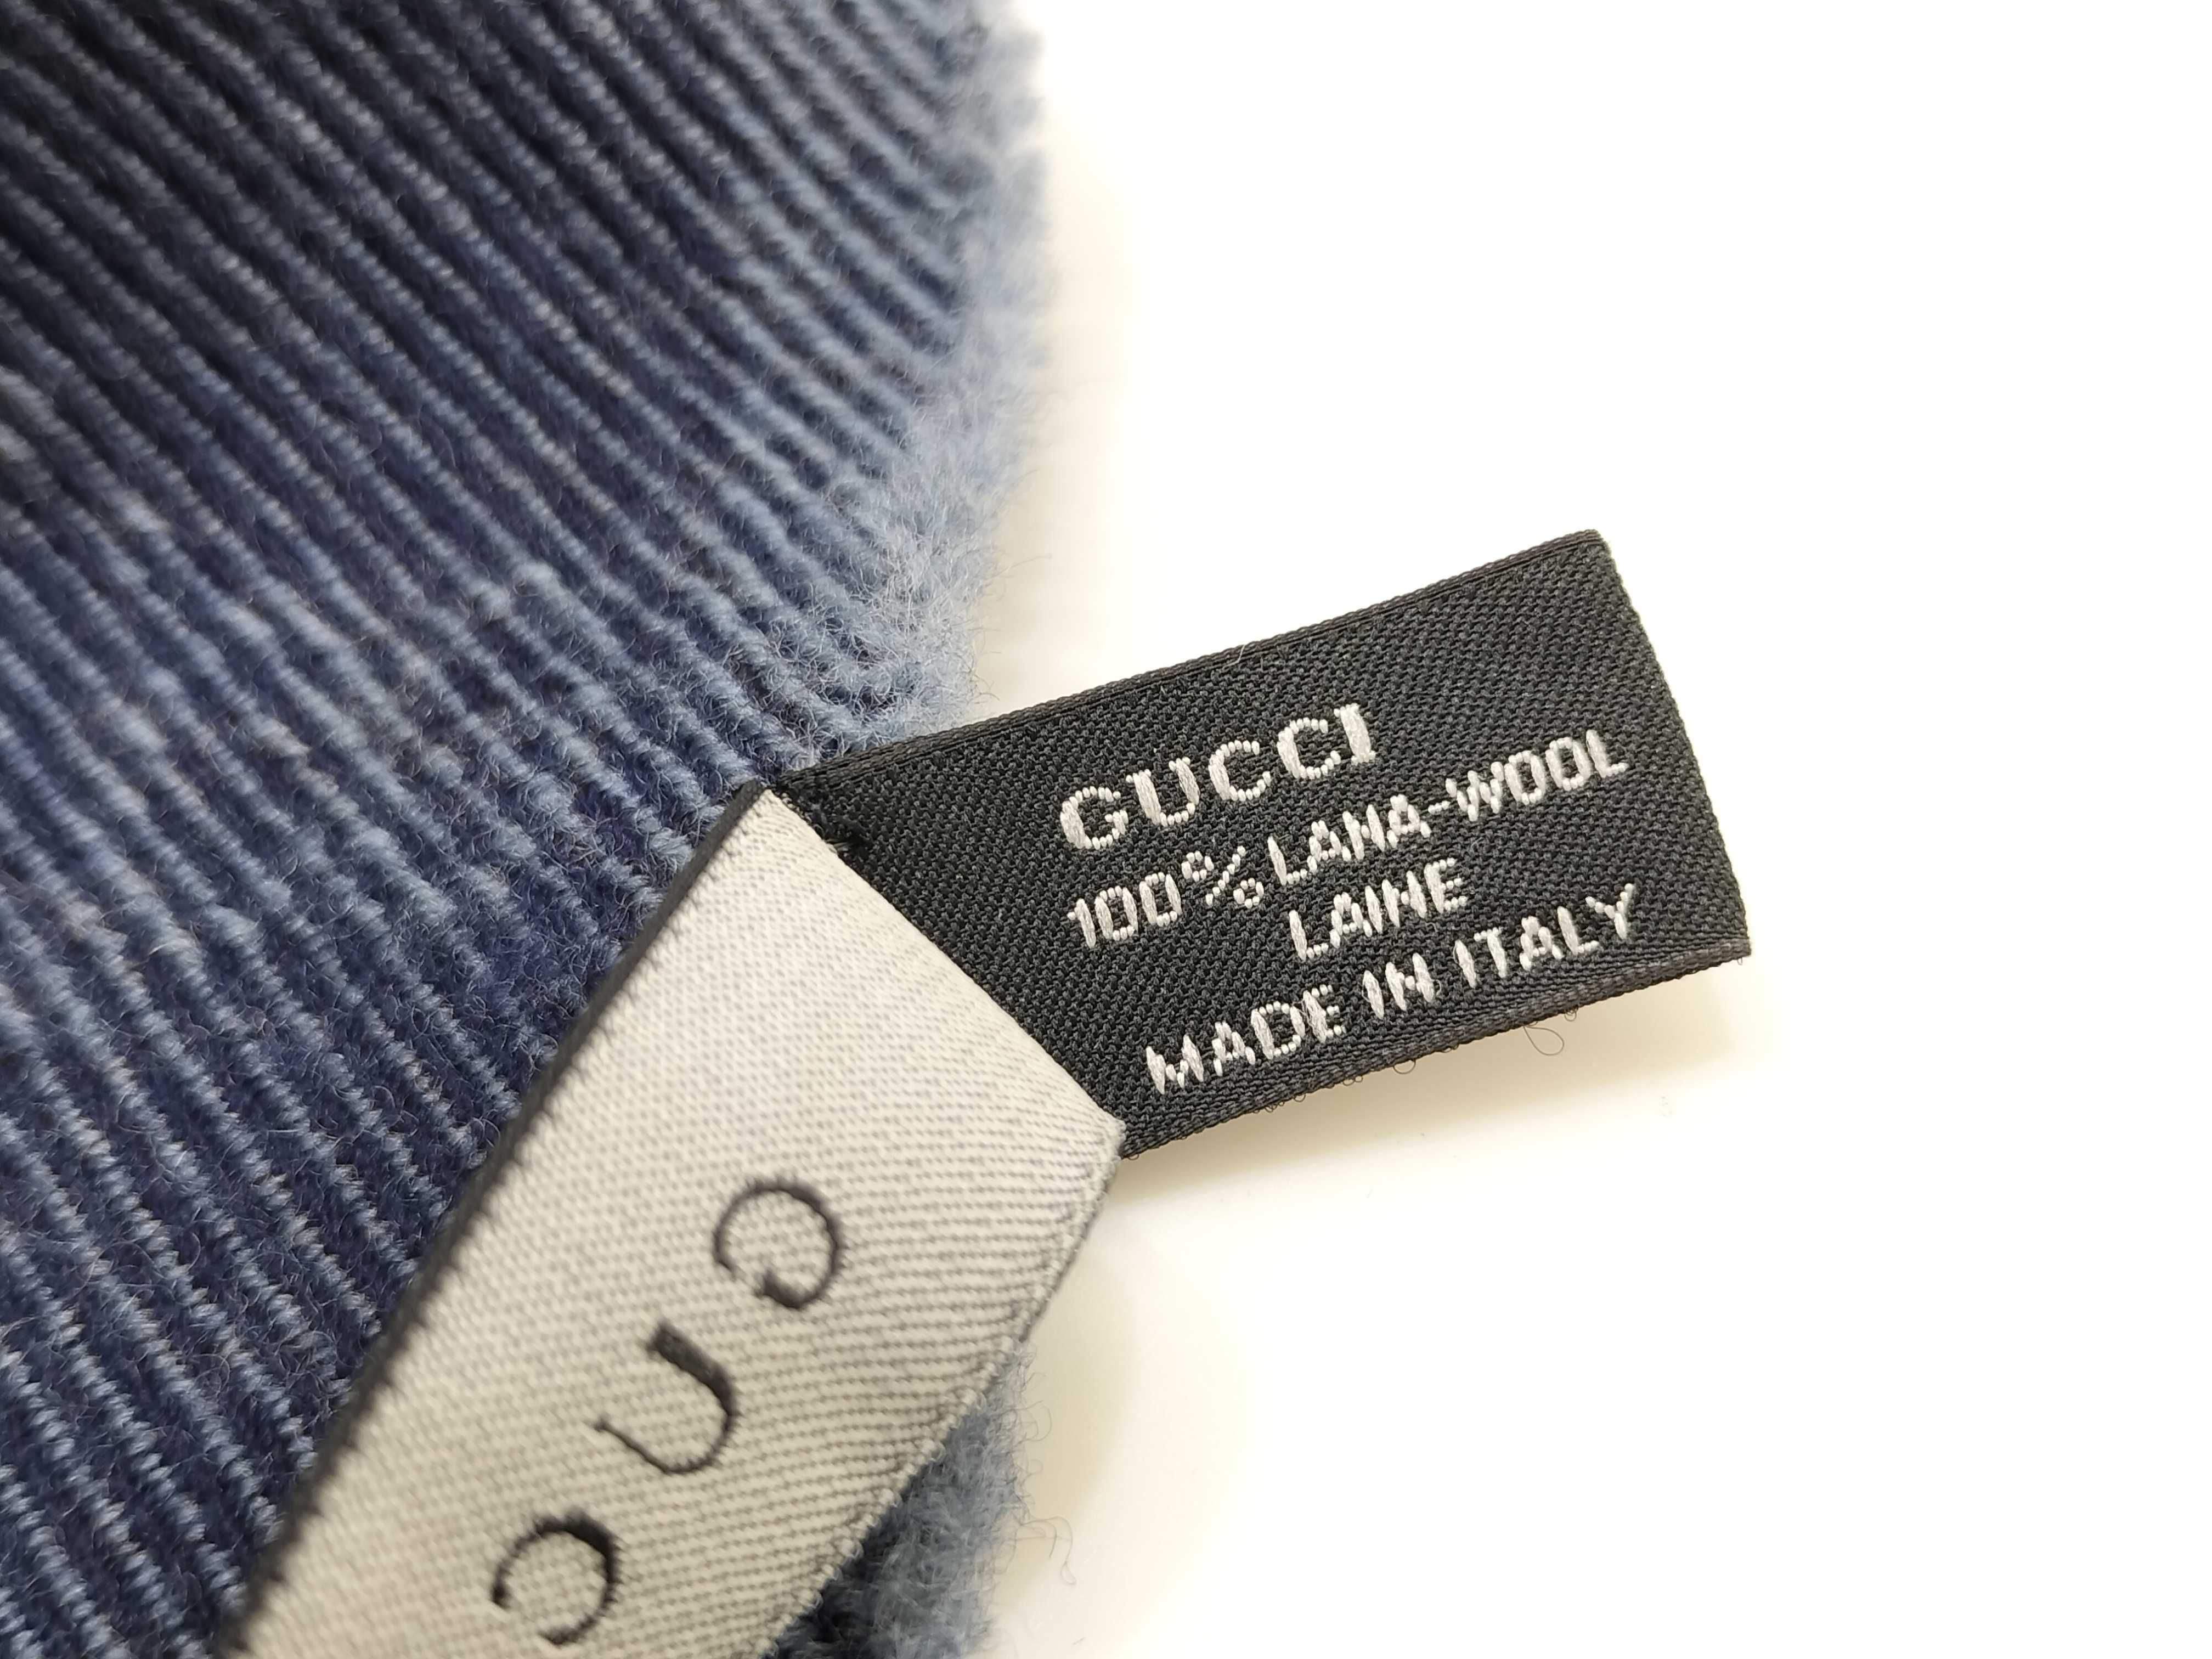 GUCCI
100% LANA-WOOL
LAINE
MADE IN ITALY
GUCC